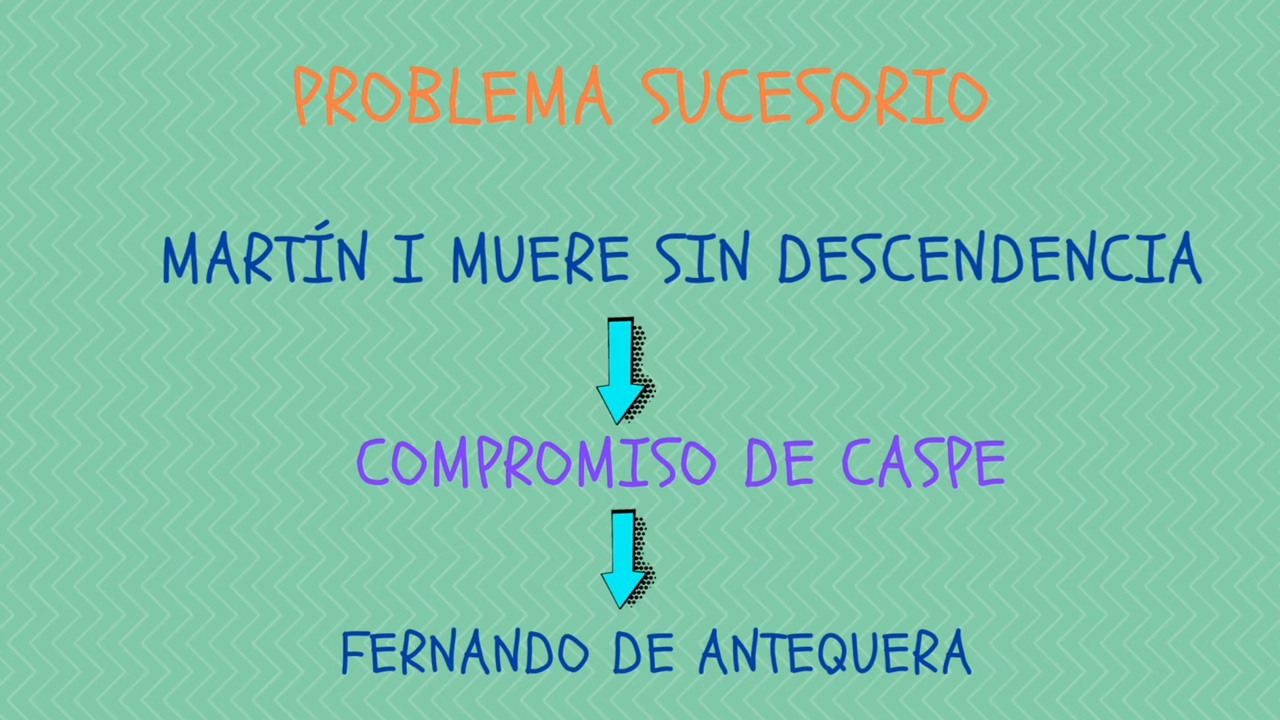 PROBLEMA SUCESORIO
MARTÍN I MUERE SIN DESCENDENCIA
COMPROMISO DE CASPE
FERNANDO DE ANTEQUERA